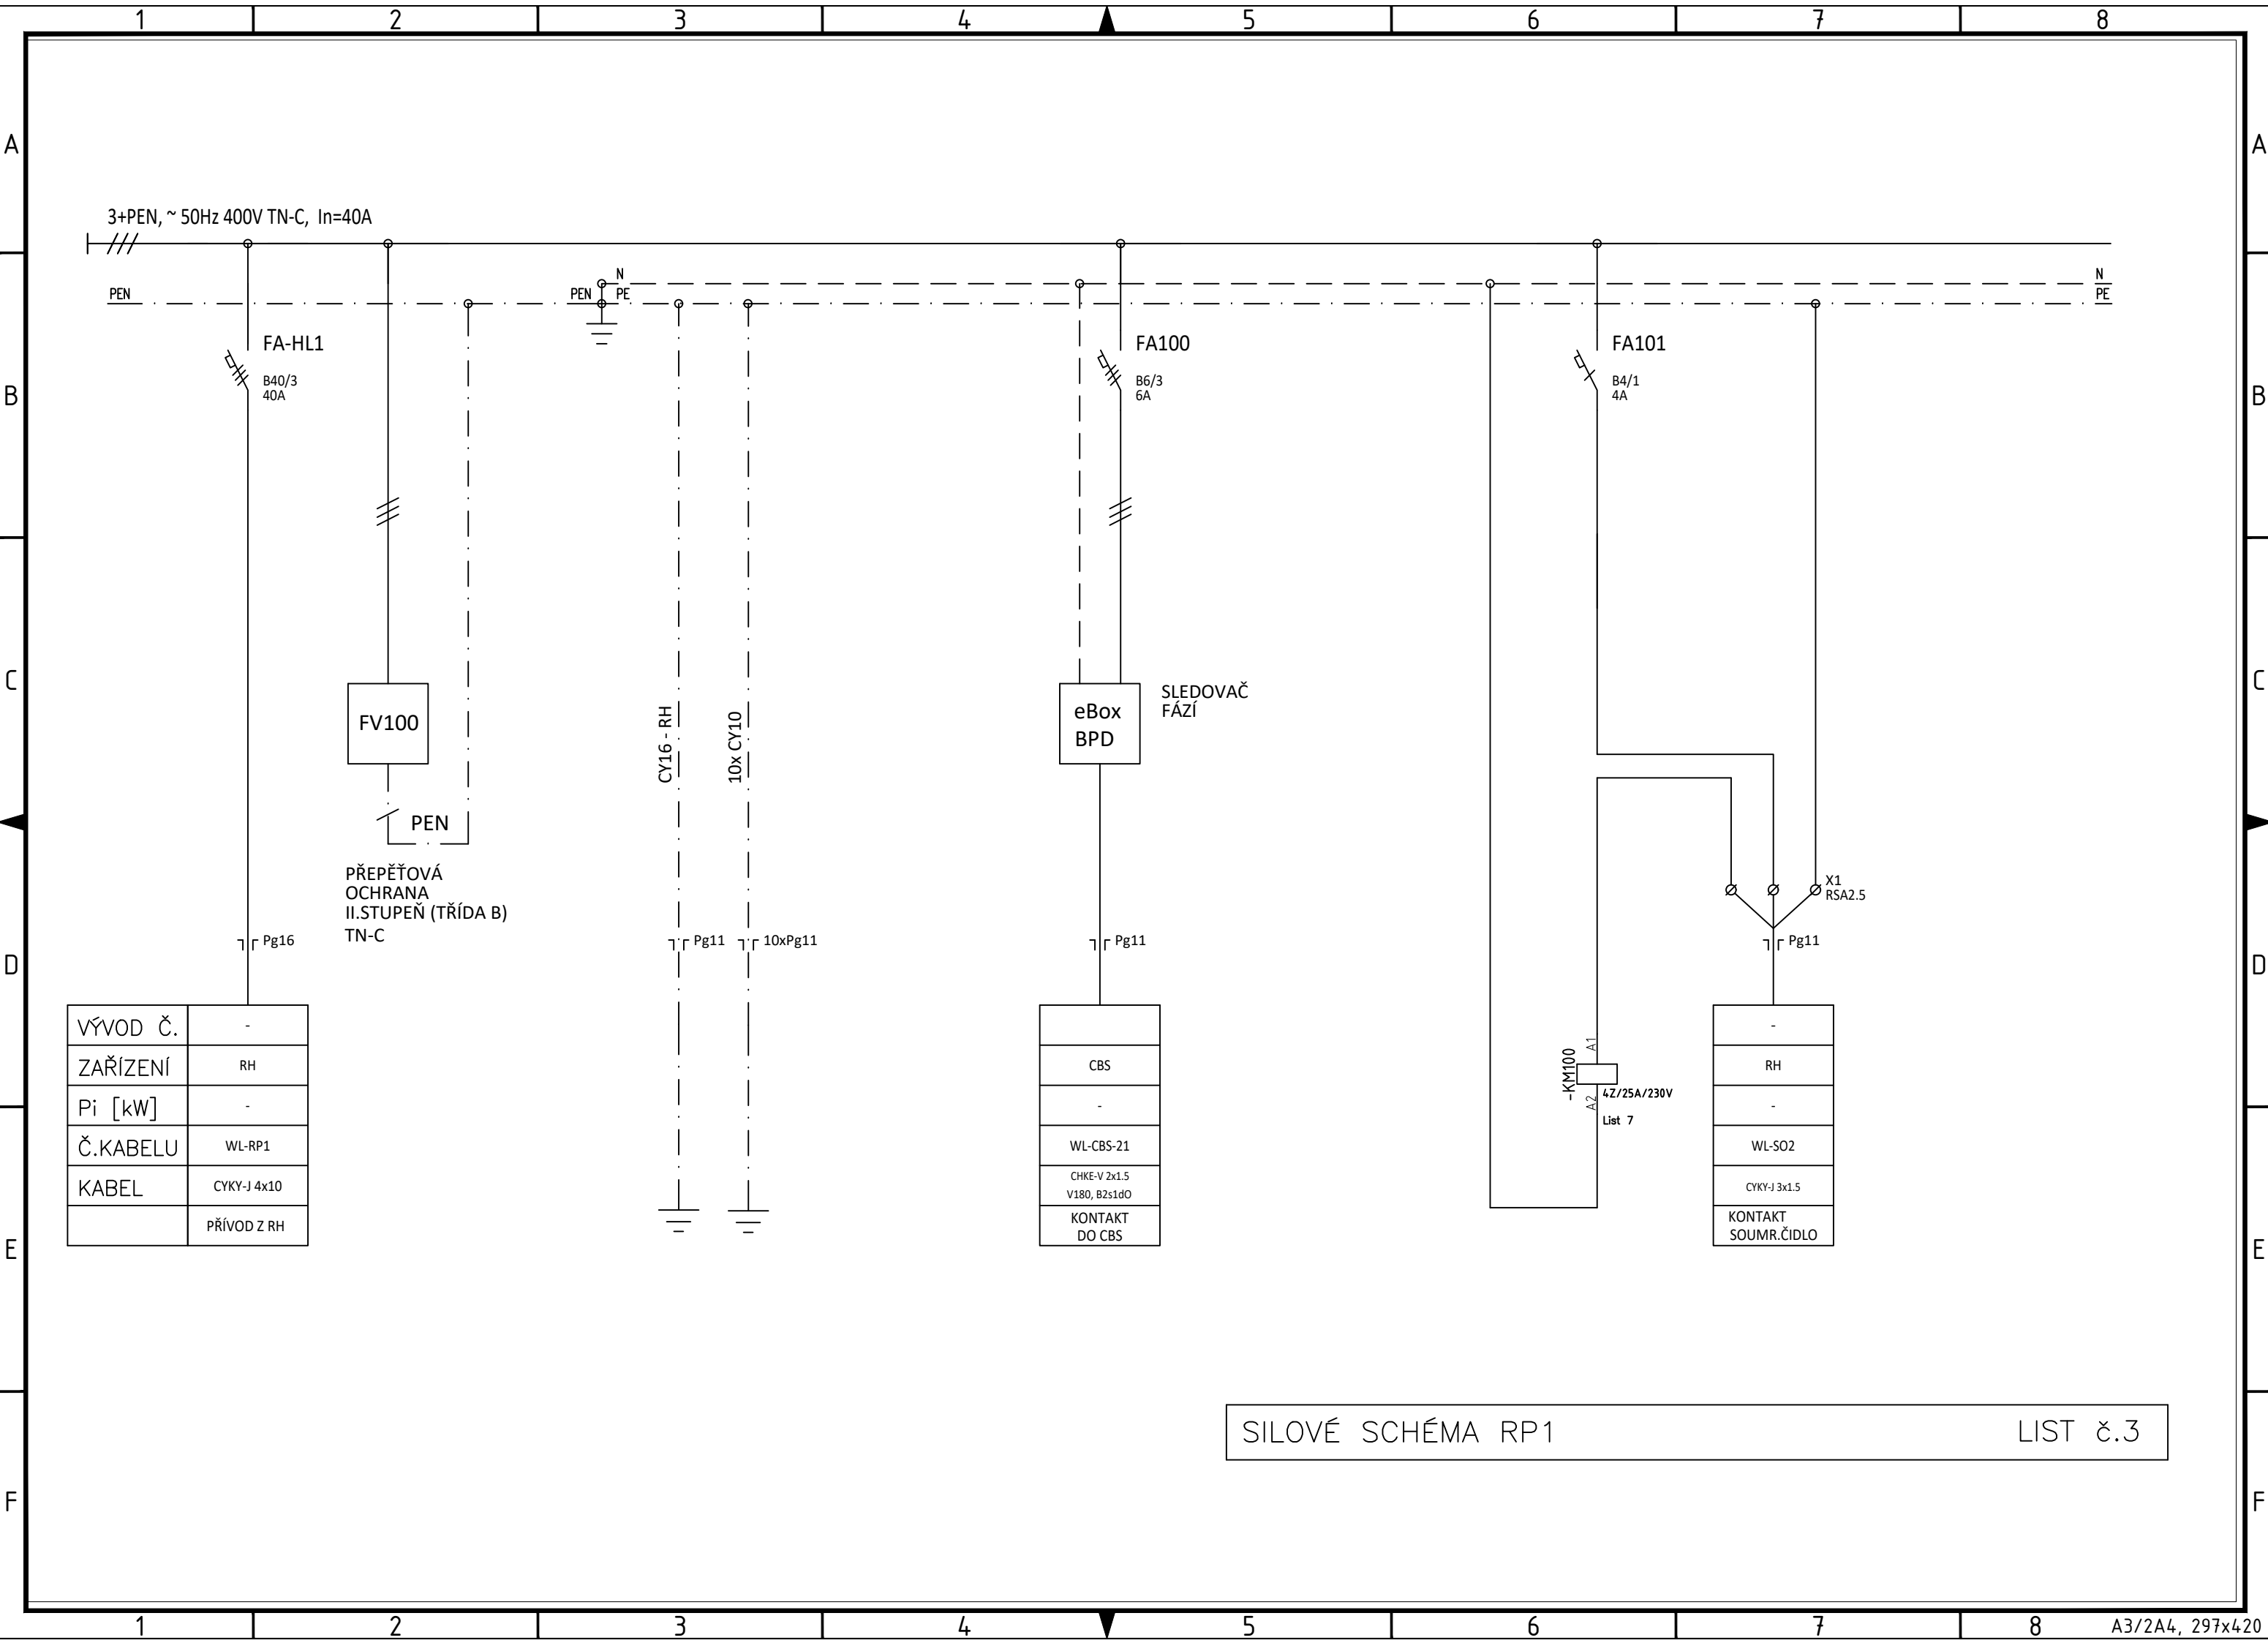 1 2 3 4 5 6 7 8
A A
3+PEN, ~ 50Hz 400V TN-C, In=40A
N N
PEN PEN PE PE
FA-HL1 FA100 FA101
B40/3 B6/3 B4/1
40A 6A 4A
B B
C C
FV100
CY16 - RH
10x CY10
eBox
BPD
SLEDOVAČ
FÁZÍ
PEN
PŘEPĚŤOVÁ
OCHRANA
II.STUPEŇ (TŘÍDA B)
TN-C
X1
RSA2.5
Pg16 Pg11 10xPg11 Pg11 Pg11
D D
VÝVOD Č. - -
ZAŘÍZENÍ RH CBS RH
Pi [kW] - - -
Č.KABELU WL-RP1 WL-CBS-21 WL-SO2
KABEL CYKY-J 4x10 CHKE-V 2x1.5 CYKY-J 3x1.5
V180, B2s1dO
PŘÍVOD Z RH KONTAKT KONTAKT
DO CBS SOUMR.ČIDLO
-KM100
A1
A2
4Z/25A/230V
List 7
E E
SILOVÉ SCHÉMA RP1 LIST č.3
F F
1 2 3 4 5 6 7 8
A3/2A4, 297x420